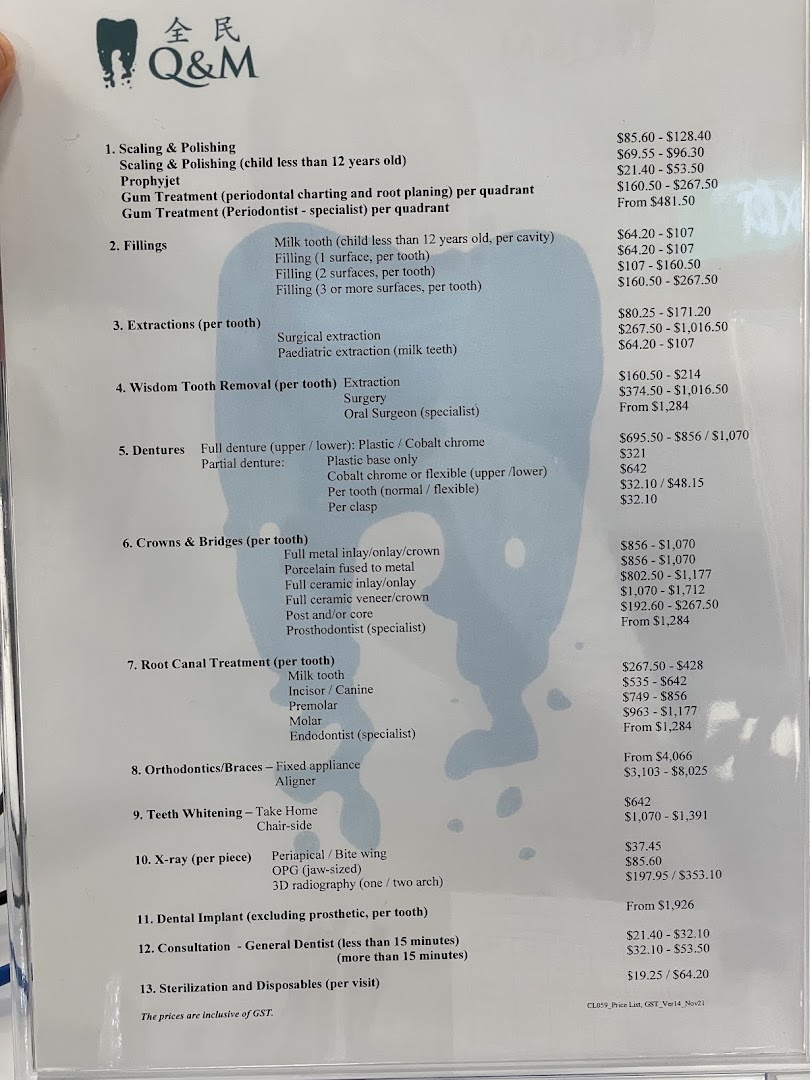 全民
Q&M
1. Scaling & Polishing $85.60 - $128.40
Scaling & Polishing (child less than 12 years old) $69.55 - $96.30
Prophyjet $21.40 - $53.50
Gum Treatment (periodontal charting and root planing) per quadrant $160.50 - $267.50
Gum Treatment (Periodontist - specialist) per quadrant From $481.50
2. Fillings Milk tooth (child less than 12 years old, per cavity) $64.20 - $107
Filling (1 surface, per tooth) $64.20 - $107
Filling (2 surfaces, per tooth) $107 - $160.50
Filling (3 or more surfaces, per tooth) $160.50 - $267.50
3. Extractions (per tooth) $80.25 - $171.20
Surgical extraction $267.50 - $1,016.50
Paediatric extraction (milk teeth) $64.20 - $107
4. Wisdom Tooth Removal (per tooth) Extraction $160.50 - $214
Surgery $374.50 - $1,016.50
Oral Surgeon (specialist) From $1,284
5. Dentures Full denture (upper / lower): Plastic / Cobalt chrome $695.50 - $856 / $1,070
Partial denture: Plastic base only $321
Cobalt chrome or flexible (upper /lower) $642
Per tooth (normal / flexible) $32.10 / $48.15
Per clasp $32.10
6. Crowns & Bridges (per tooth)
Full metal inlay/onlay/crown $856 - $1,070
Porcelain fused to metal $856 - $1,070
Full ceramic inlay/onlay $802.50 - $1,177
Full ceramic veneer/crown $1,070 - $1,712
Post and/or core $192.60 - $267.50
Prosthodontist (specialist) From $1,284
7. Root Canal Treatment (per tooth)
Milk tooth $267.50 - $428
Incisor / Canine $535 - $642
Premolar $749 - $856
Molar $963 - $1,177
Endodontist (specialist) From $1,284
8. Orthodontics/Braces – Fixed appliance From $4,066
Aligner $3,103 - $8,025
9. Teeth Whitening – Take Home $642
Chair-side $1,070 - $1,391
10. X-ray (per piece) Periapical / Bite wing $37.45
OPG (jaw-sized) $85.60
3D radiography (one / two arch) $197.95 / $353.10
11. Dental Implant (excluding prosthetic, per tooth) From $1,926
12. Consultation - General Dentist (less than 15 minutes) $21.40 - $32.10
(more than 15 minutes) $32.10 - $53.50
13. Sterilization and Disposables (per visit) $19.25 / $64.20
The prices are inclusive of GST.
CL059_Price List, GST_Ver14_Nov21